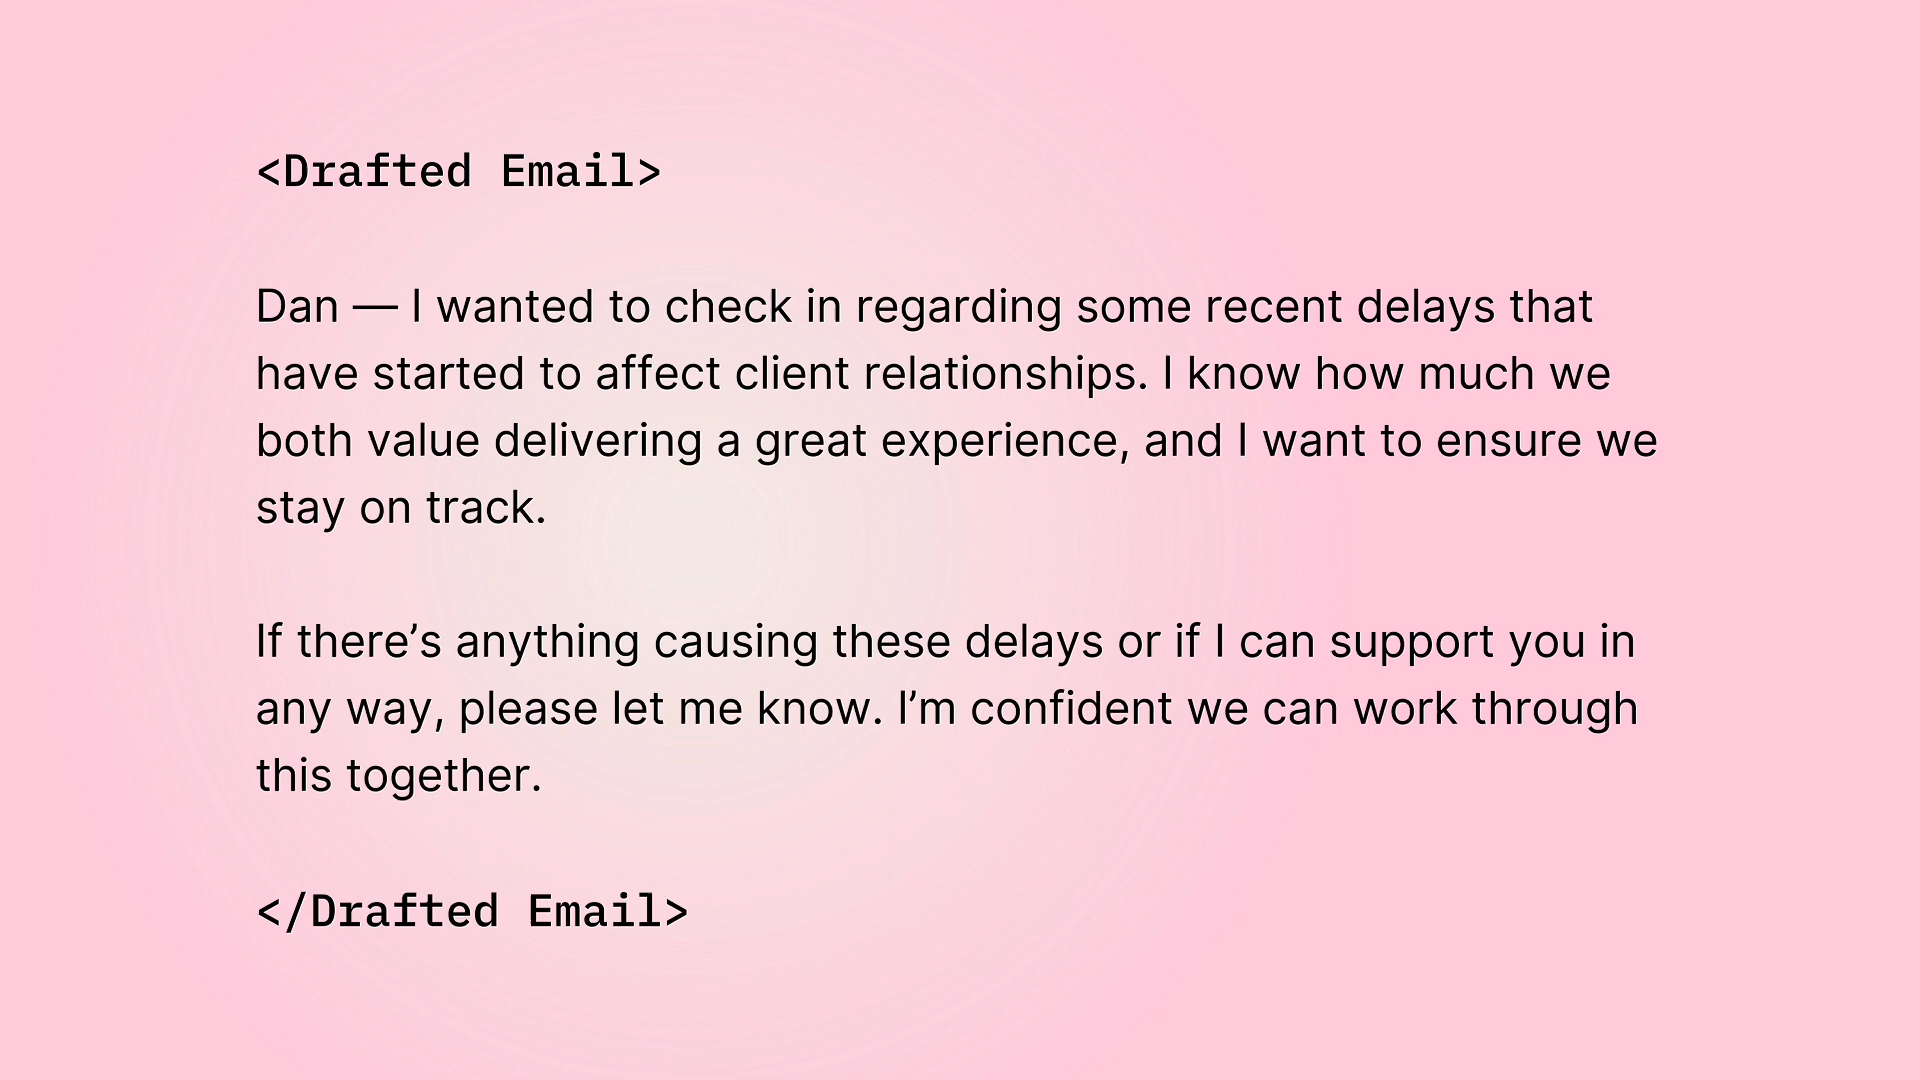 <Drafted Email>
Dan — I wanted to check in regarding some recent delays that
have started to affect client relationships. I know how much we
both value delivering a great experience, and I want to ensure we
stay on track.
If there’s anything causing these delays or if I can support you in
any way, please let me know. I’m confident we can work through
this together.
</Drafted Email>